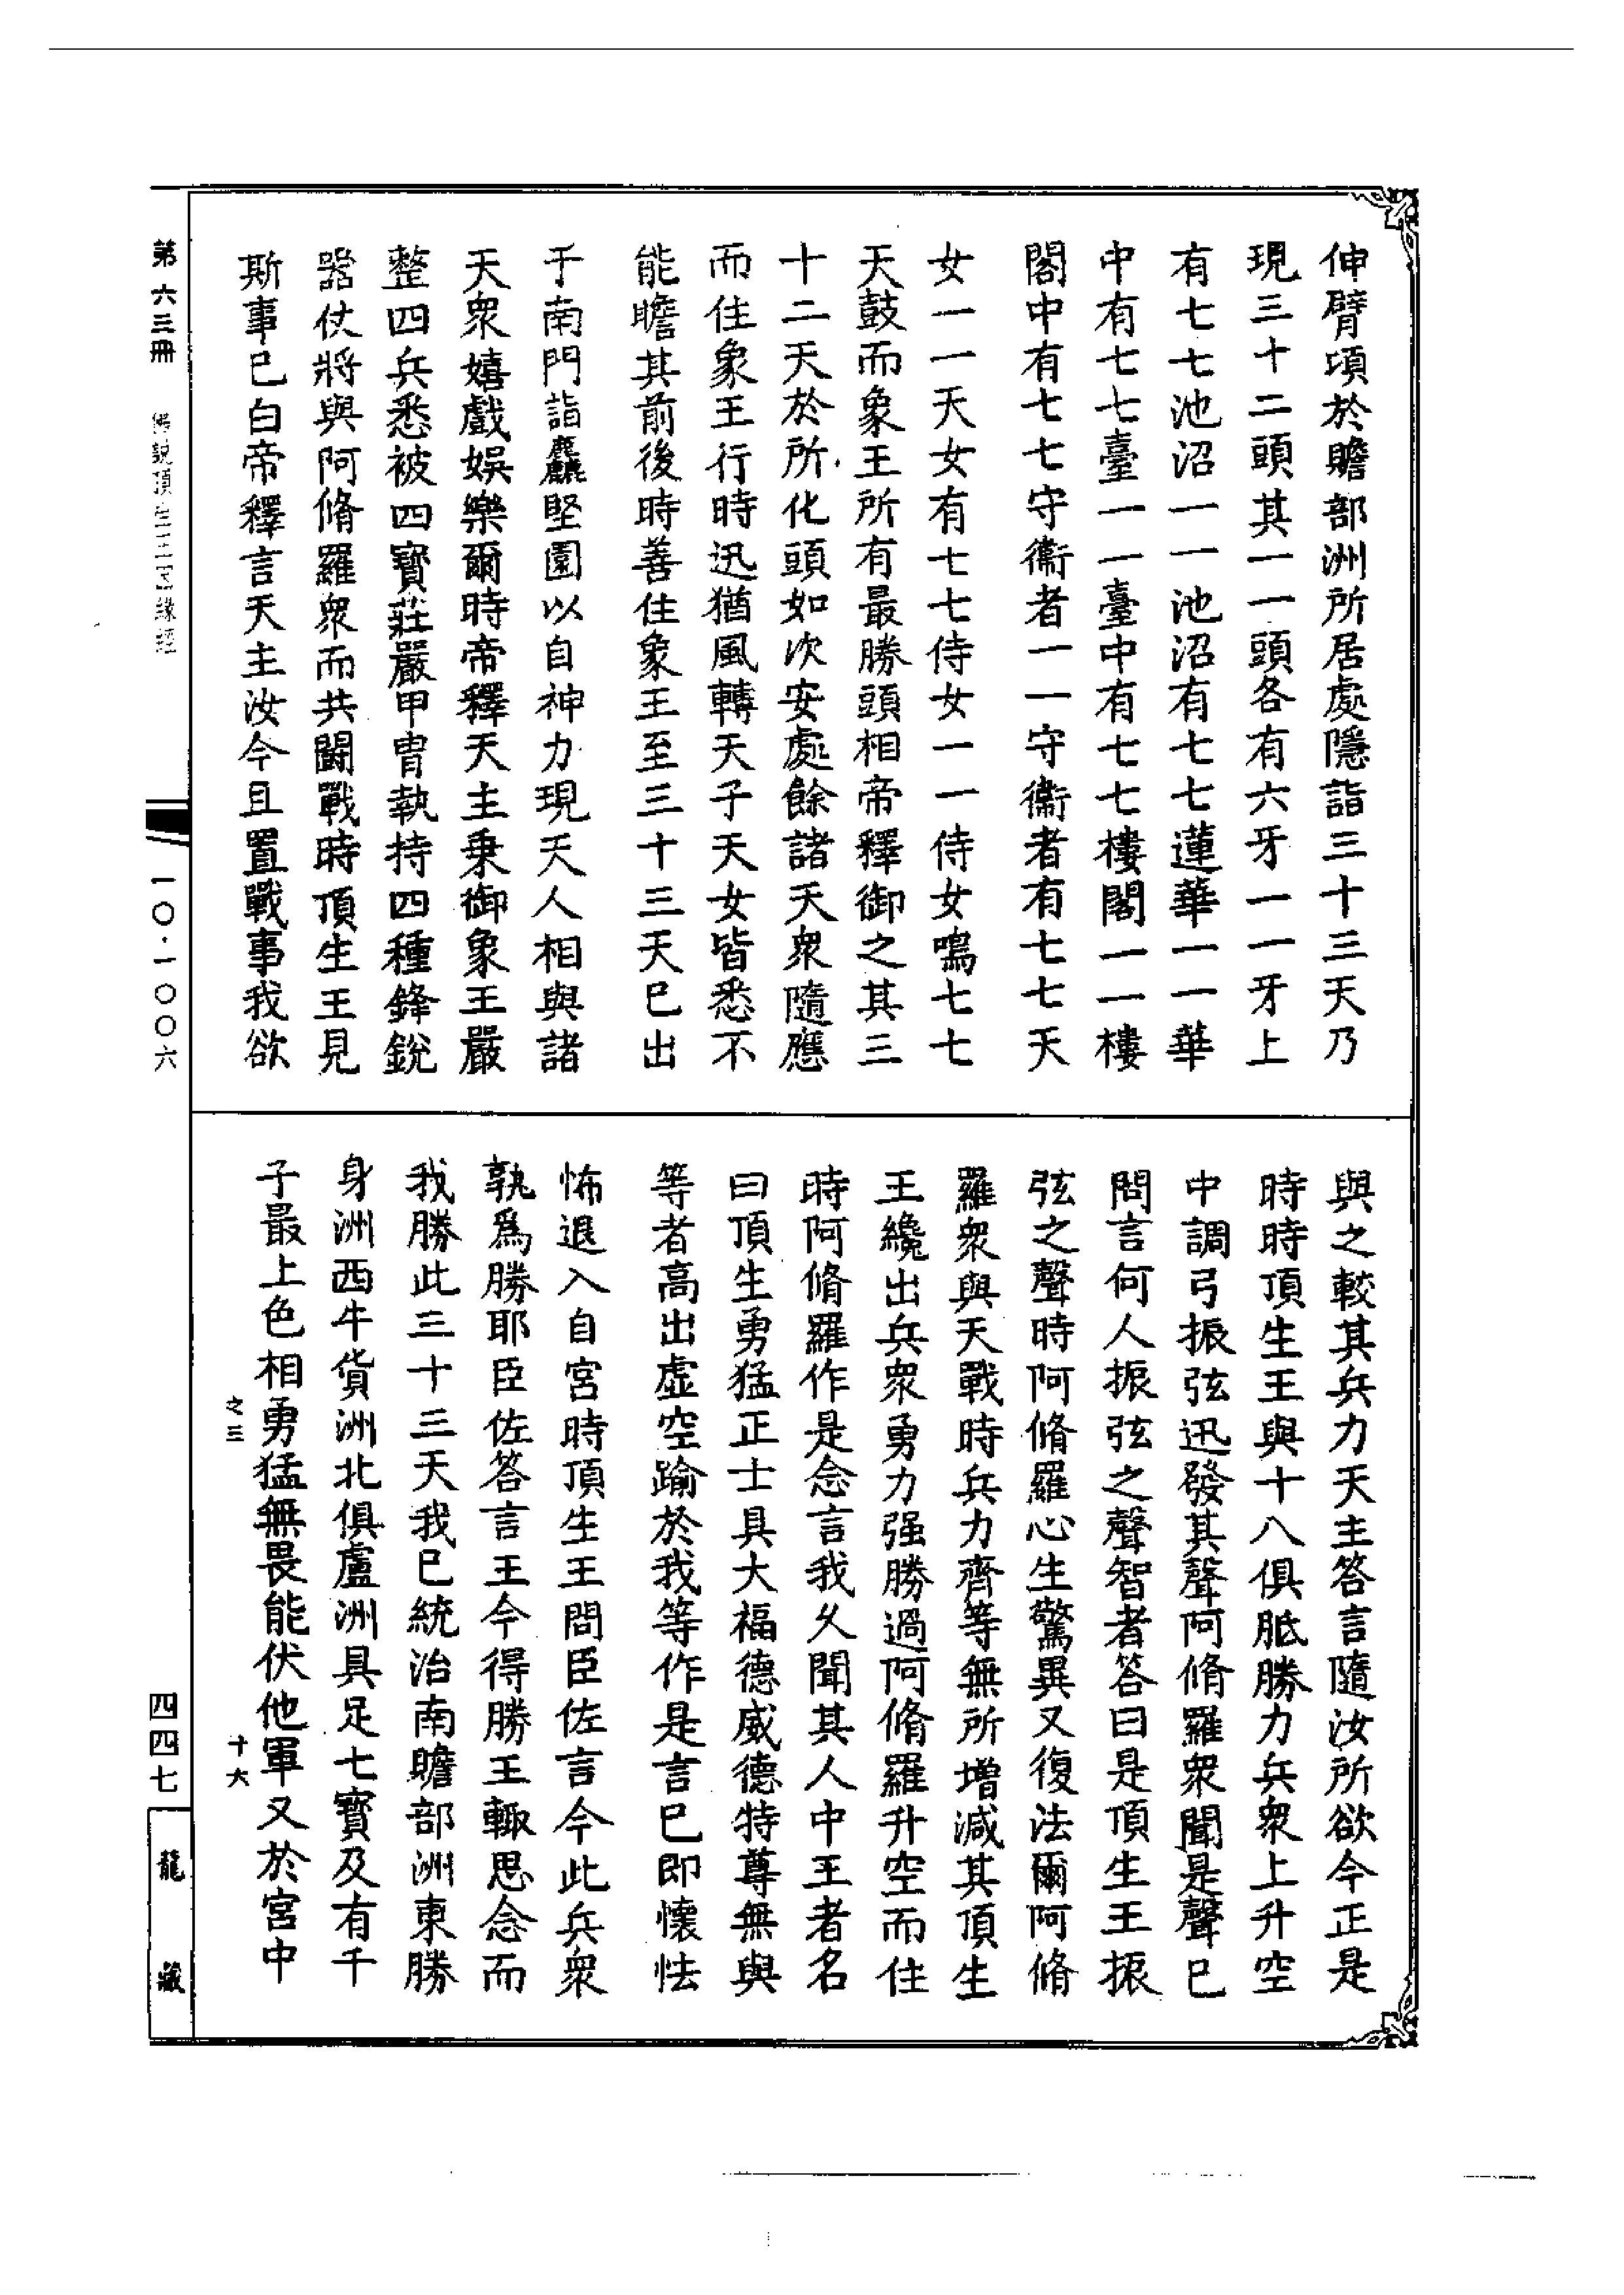 伸臂頃於贍部洲所居處隱詣三十三天乃
現三十二頭其一一頭各有六牙一一牙上
有七七池沼一一池沼有七七蓮華一一華
中有七七臺一一臺中有七七樓閣一一樓
閣中有七七守衞者一一守衞者有七七天
女一一天女有七七侍女一一侍女鳴七七
天鼓而象王所有最勝頭相帝釋御之其三
十二天於所化頭如次安處餘諸天衆隨應
而住象王行時迅猶風轉天子天女皆悉不
能瞻其前後時善住象王至三十三天已出
于南門詣麤堅園以自神力現天人相與諸
天衆嬉戲娛樂爾時帝釋天主乗御象王嚴
整四兵悉被四寶莊嚴甲冑執持四種鋒銳
器仗將與阿脩羅衆而共鬬戰時頂生王見
斯事已白帝釋言天主汝今且置戰事我欲
與之較其兵力天主答言隨汝所欲今正是
時時頂生王與十八俱胝勝力兵衆上升空
中調弓振弦迅發其聲阿脩羅衆聞是聲已
問言何人振弦之聲智者答曰是頂生王振
弦之聲時阿脩羅心生驚異又復法爾阿脩
羅衆與天戰時兵力齊等無所增減其頂生
王纔出兵衆勇力强勝過阿脩羅升空而住
時阿脩羅作是念言我久聞其人中王者名
曰頂生勇猛正士具大福德威德特尊無與
等者高出虛空踰於我等作是言已即懷怯
怖退入自宮時頂生王問臣佐言今此兵衆
孰爲勝耶臣佐答言王今得勝王輙思念而
我勝此三十三天我已統治南贍部洲東勝
身洲西牛貨洲北俱盧洲具足七寶及有千
子最上色相勇猛無畏能伏他軍又於宮中
之三
十六
第六三冊
佛說頂生王因緣經
一〇·一〇〇六
四四七
龍藏